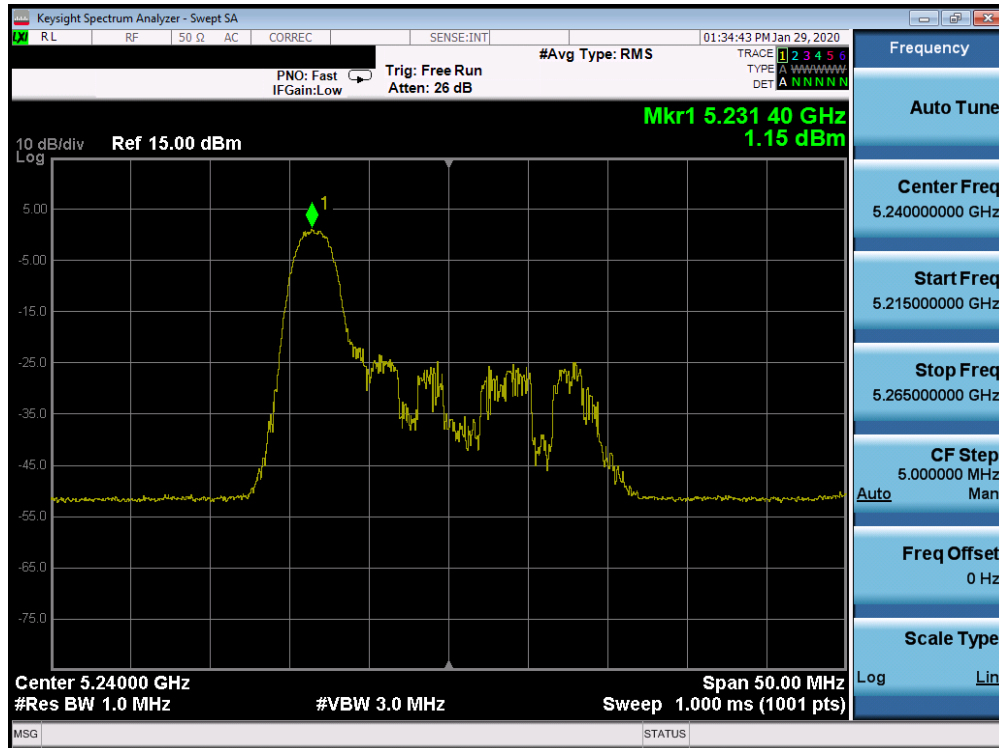 Keysight Spectrum Analyzer - Swept SA
LXI RL RF 50 Ω AC CORREC SENSE:INT 01:34:43 PM Jan 29, 2020
#Avg Type: RMS
TRACE 1 2 3 4 5 6
PNO: Fast Trig: Free Run
TYPE A WWWWW
IFGain:Low Atten: 26 dB
DET A N N N N N
Mkr1 5.231 40 GHz
1.15 dBm
10 dB/div Ref 15.00 dBm
Log
1
5.00
-5.00
-15.0
-25.0
-35.0
-45.0
-55.0
-65.0
-75.0
Center 5.24000 GHz Span 50.00 MHz
#Res BW 1.0 MHz #VBW 3.0 MHz Sweep 1.000 ms (1001 pts)
MSG STATUS
Frequency
Auto Tune
Center Freq
5.240000000 GHz
Start Freq
5.215000000 GHz
Stop Freq
5.265000000 GHz
CF Step
5.000000 MHz
Auto Man
Freq Offset
0 Hz
Scale Type
Log Lin